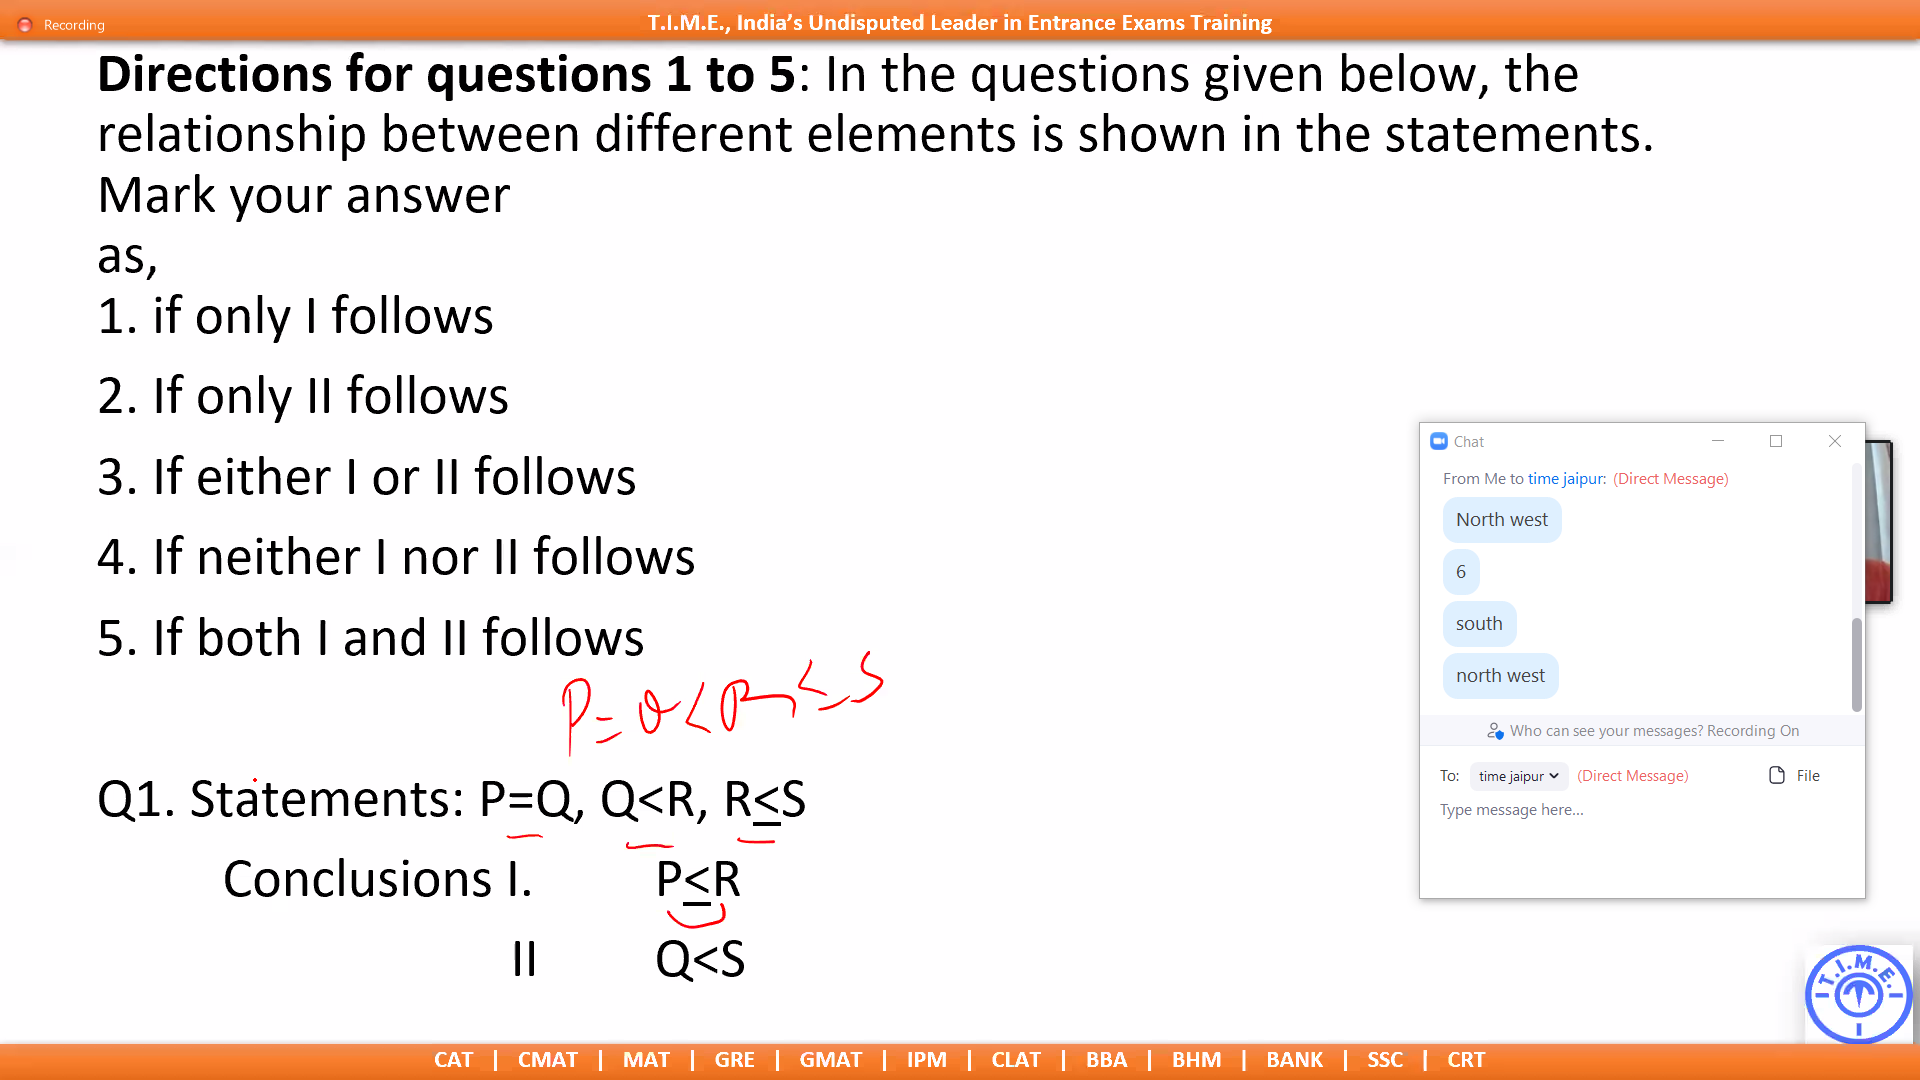 Recording
T.I.M.E., India’s Undisputed Leader in Entrance Exams Training
Directions for questions 1 to 5: In the questions given below, the
relationship between different elements is shown in the statements.
Mark your answer
as,
1. if only I follows
2. If only II follows
3. If either I or II follows
4. If neither I nor II follows
5. If both I and II follows
P=Q<R≤S
Q1. Statements: P=Q, Q<R, R≤S
Conclusions I. P≤R
II Q<S
Chat
From Me to time jaipur: (Direct Message)
North west
6
south
north west
Who can see your messages? Recording On
To: time jaipur (Direct Message) File
Type message here...
T.I.M.E.
CAT | CMAT | MAT | GRE | GMAT | IPM | CLAT | BBA | BHM | BANK | SSC | CRT